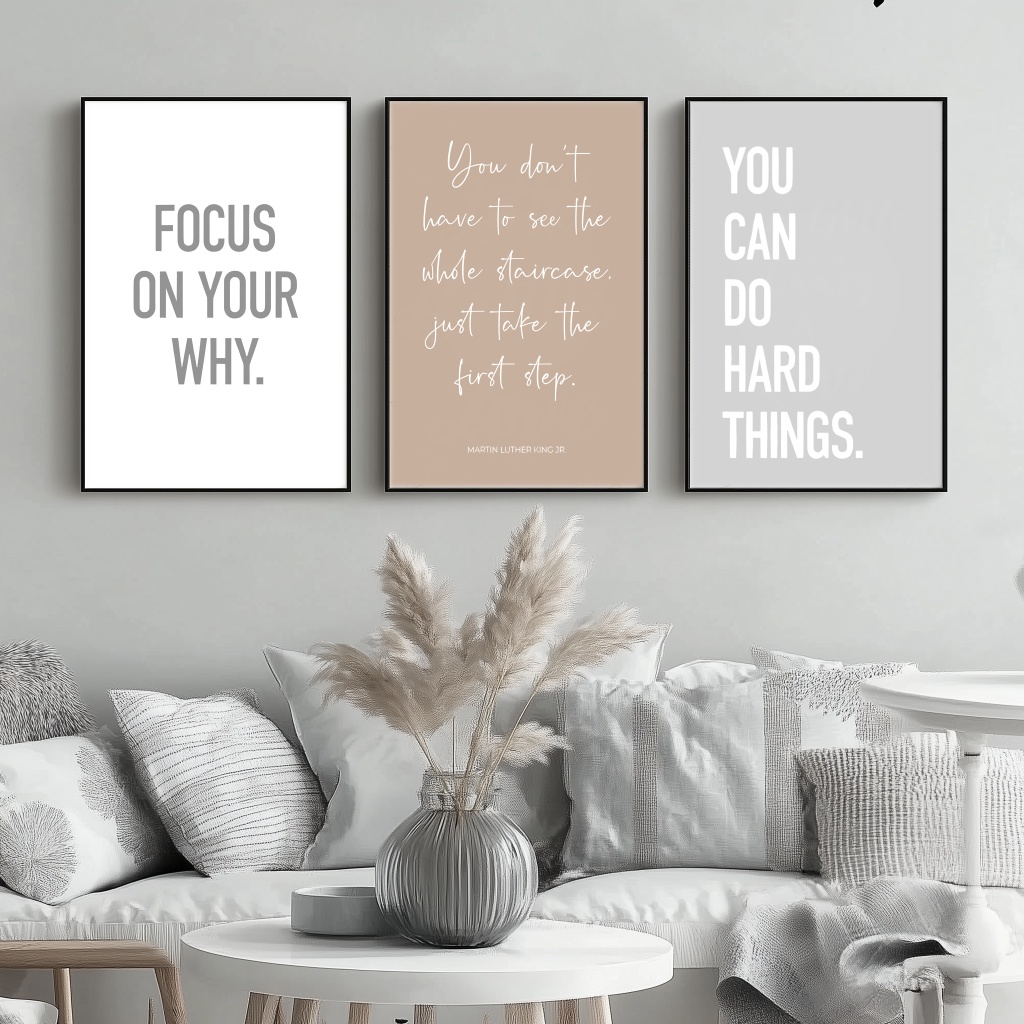 FOCUS
ON YOUR
WHY.
You don't
have to see the
whole staircase.
just take the
first step.
MARTIN LUTHER KING JR.
YOU
CAN
DO
HARD
THINGS.